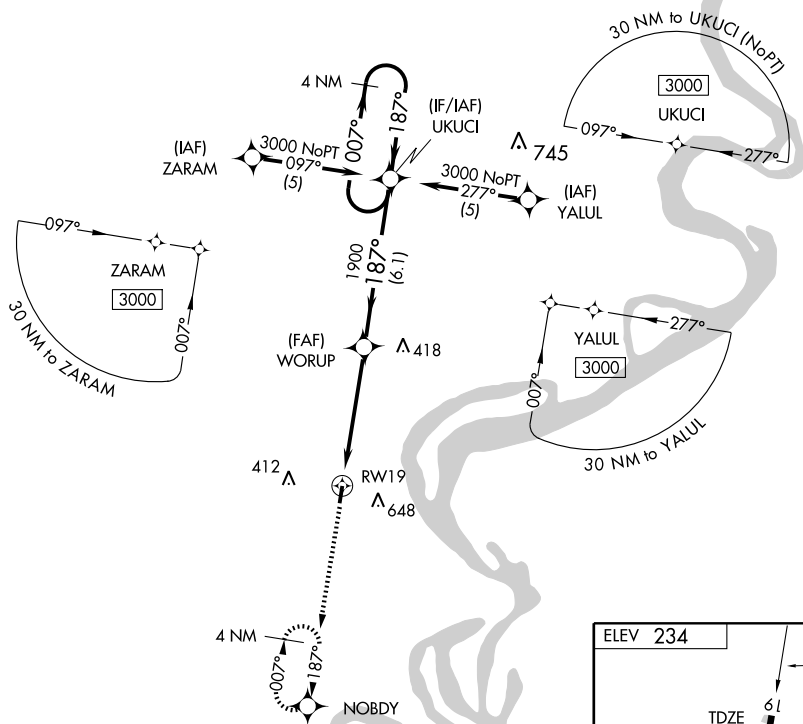 30 NM to UKUCI (NoPT)
3000
UKUCI
097°
277°
4 NM
007°
187°
(IF/IAF)
UKUCI
(IAF)
ZARAM
3000 NoPT
097°
(5)
745
3000 NoPT
277°
(5)
(IAF)
YALUL
097°
ZARAM
3000
007°
30 NM to ZARAM
1900
187°
(6.1)
(FAF)
WORUP
418
YALUL
3000
277°
007°
30 NM to YALUL
412
RW19
648
4 NM
007°
187°
NOBDY
ELEV 234
19
TDZE